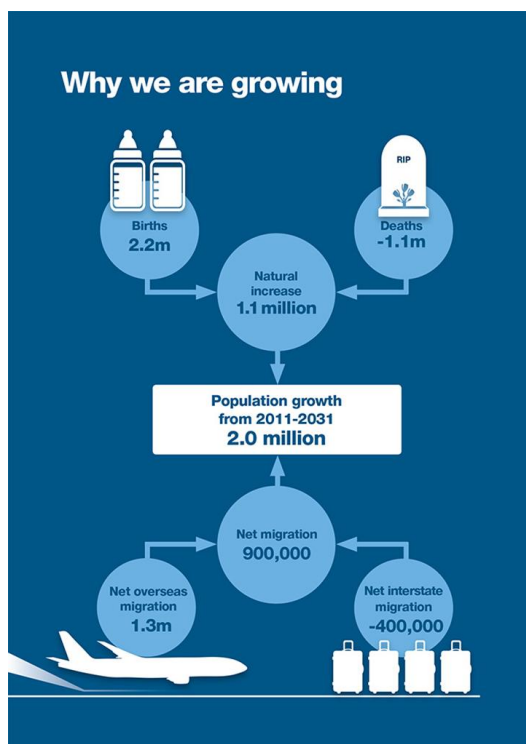 Why we are growing
RIP
Births
2.2m
Deaths
-1.1m
Natural
increase
1.1 million
Population growth
from 2011-2031
2.0 million
Net migration
900,000
Net overseas
migration
1.3m
Net interstate
migration
-400,000